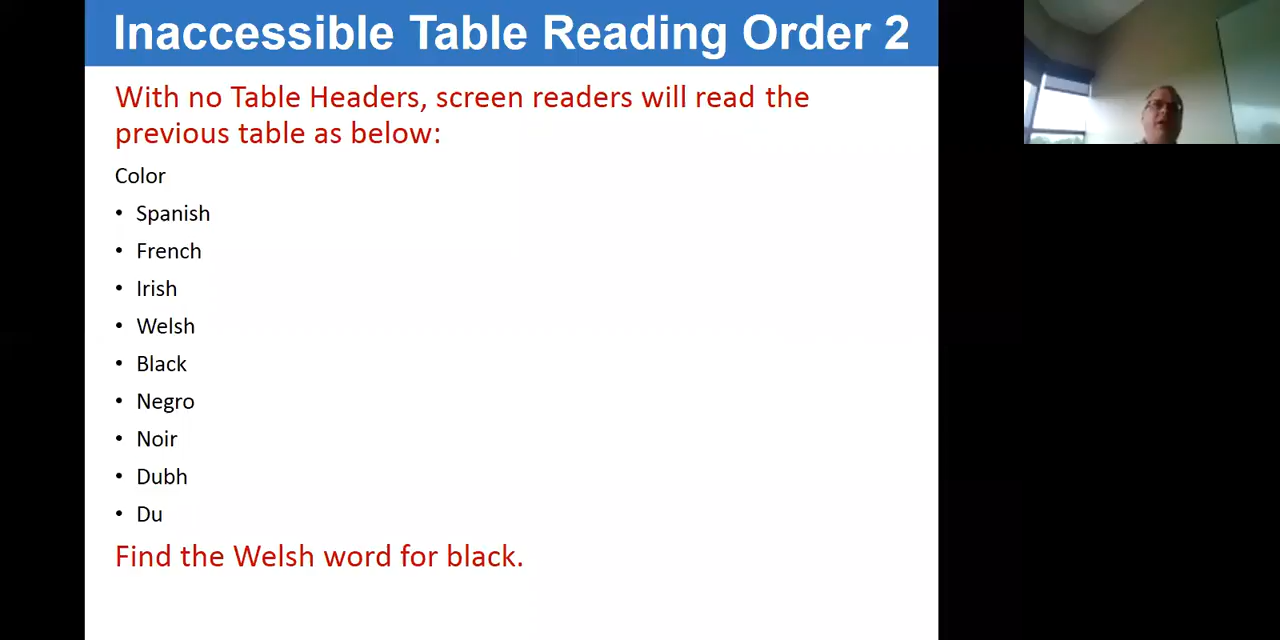 Inaccessible Table Reading Order 2
With no Table Headers, screen readers will read the
previous table as below:
Color
• Spanish
• French
• Irish
• Welsh
• Black
• Negro
• Noir
• Dubh
• Du
Find the Welsh word for black.